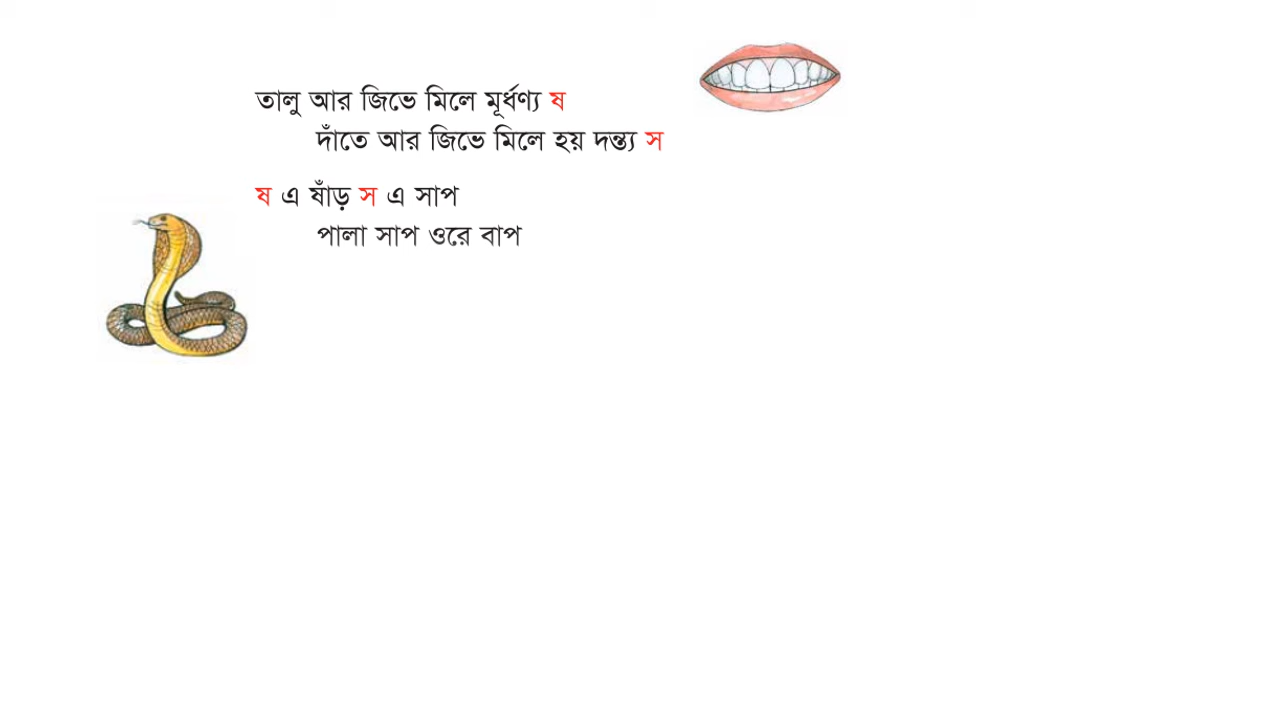 তালু আর জিভে মিলে মূর্ধণ্য ষ
দাঁতে আর জিভে মিলে হয় দন্ত্য স
ষ এ ষাঁড় স এ সাপ
পালা সাপ ওরে বাপ